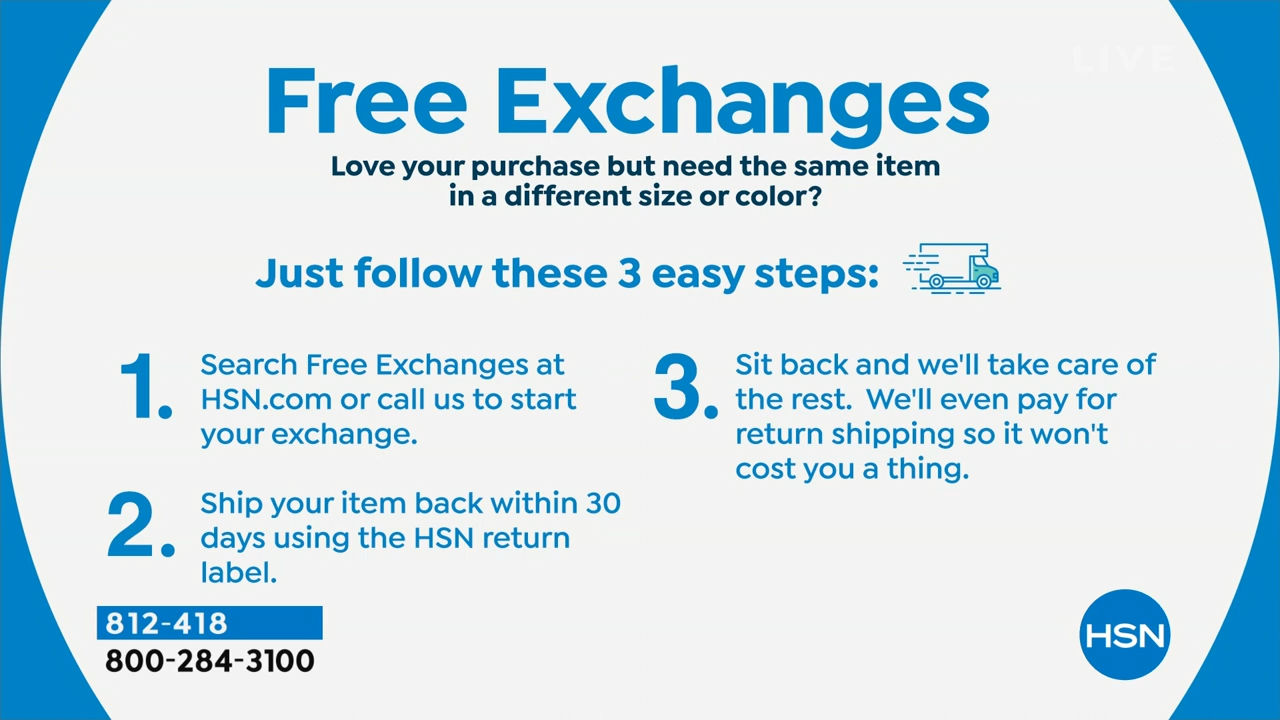 LIVE
Free Exchanges
Love your purchase but need the same item
in a different size or color?
Just follow these 3 easy steps:
1. Search Free Exchanges at
HSN.com or call us to start
your exchange.
2. Ship your item back within 30
days using the HSN return
label.
3. Sit back and we'll take care of
the rest. We'll even pay for
return shipping so it won't
cost you a thing.
812-418
800-284-3100
HSN